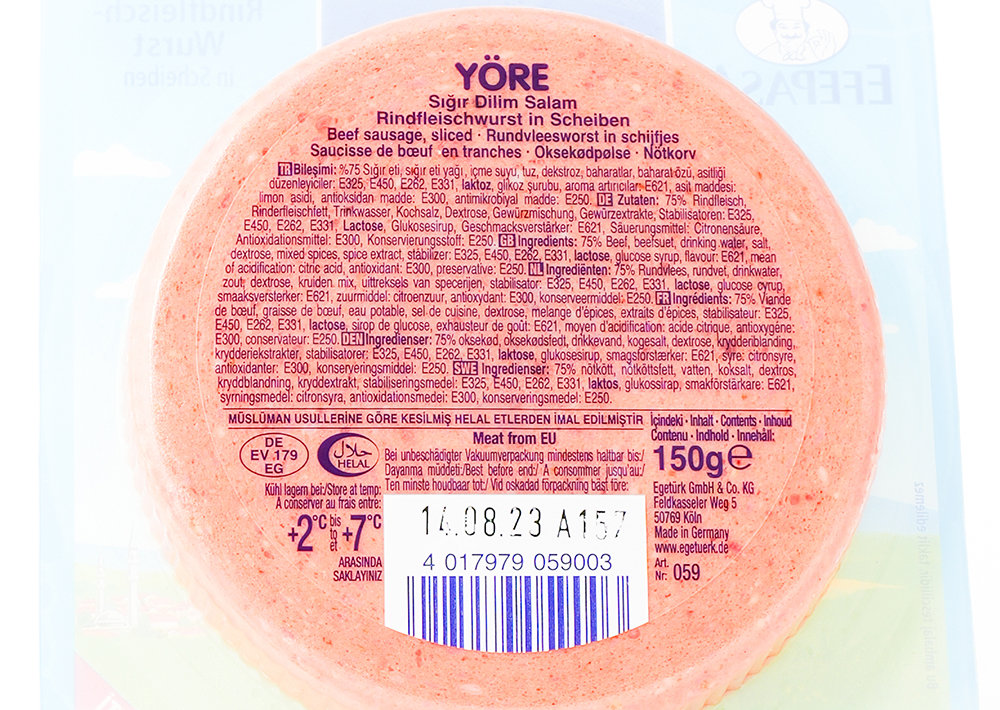 Rindfleisch-
Wurst
in Scheiben
EFEPAŞA
YÖRE
Sığır Dilim Salam
Rindfleischwurst in Scheiben
Beef sausage, sliced · Rundvleesworst in schijfjes
Saucisse de bœuf en tranches · Oksekødpølse · Nötkorv
TR Bileşimi: %75 Sığır eti, sığır eti yağı, içme suyu, tuz, dekstroz, baharatlar, baharat özü, asitliği
düzenleyiciler: E325, E450, E262, E331, laktoz, glikoz şurubu, aroma artırıcılar: E621, asit maddesi:
limon asidi, antioksidan madde: E300, antimikrobiyal madde: E250. DE Zutaten: 75% Rindfleisch,
Rinderfleischfett, Trinkwasser, Kochsalz, Dextrose, Gewürzmischung, Gewürzextrakte, Stabilisatoren: E325,
E450, E262, E331, Lactose, Glukosesirup, Geschmacksverstärker: E621, Säuerungsmittel: Citronensäure,
Antioxidationsmittel: E300, Konservierungsstoff: E250. GB Ingredients: 75% Beef, beefsuet, drinking water, salt,
dextrose, mixed spices, spice extract, stabilizer: E325, E450, E262, E331, lactose, glucose syrup, flavour: E621, mean
of acidification: citric acid, antioxidant: E300, preservative: E250. NL Ingrediënten: 75% Rundvlees, rundvet, drinkwater,
zout, dextrose, kruiden mix, uittreksels van specerijen, stabilisator: E325, E450, E262, E331, lactose, glucose cyrup,
smaaksversterker: E621, zuurmiddel: citroenzuur, antioxydant: E300, konserveermiddel: E250. FR Ingrédients: 75% Viande
de bœuf, graisse de bœuf, eau potable, sel de cuisine, dextrose, melange d'épices, extraits d'épices, stabilisateur: E325,
E450, E262, E331, lactose, sirop de glucose, exhausteur de goût: E621, moyen d'acidification: acide citrique, antioxygène:
E300, conservateur: E250. DEN Ingredienser: 75% oksekød, oksekødsfedt, drikkevand, kogesalt, dextrose, krydderiblanding,
krydderiekstrakter, stabilisatorer: E325, E450, E262, E331, laktose, glukosesirup, smagsforstærker: E621, syre: citronsyre,
antioxidanter: E300, konserveringsmiddel: E250. SWE Ingredienser: 75% nötkött, nötköttsfett, vatten, koksalt, dextros,
kryddblandning, kryddextrakt, stabiliseringsmedel: E325, E450, E262, E331, laktos, glukossirap, smakförstärkare: E621,
syrningsmedel: citronsyra, antioxidationsmedel: E300, konserveringsmedel: E250.
MÜSLÜMAN USULLERİNE GÖRE KESİLMİŞ HELAL ETLERDEN İMAL EDİLMİŞTİR
İçindeki · Inhalt · Contents · Inhoud
Contenu · Indhold · Innehåll:
150g℮
DE
EV 179
EG
حلال
HALAL
Meat from EU
Bei unbeschädigter Vakuumverpackung mindestens haltbar bis:/
Dayanma müddeti:/Best before end:/ A consommer jusqu'au:/
Ten minste houdbaar tot:/ Vid oskadad förpackning bäst före:
Kühl lagern bei:/Store at temp:
A conserver au frais entre:
+2°C bis to et +7°C
ARASINDA
SAKLAYINIZ
14.08.23 A157
4 017979 059003
Egetürk GmbH & Co. KG
Feldkasseler Weg 5
50769 Köln
Made in Germany
www.egetuerk.de
Art.
Nr: 059